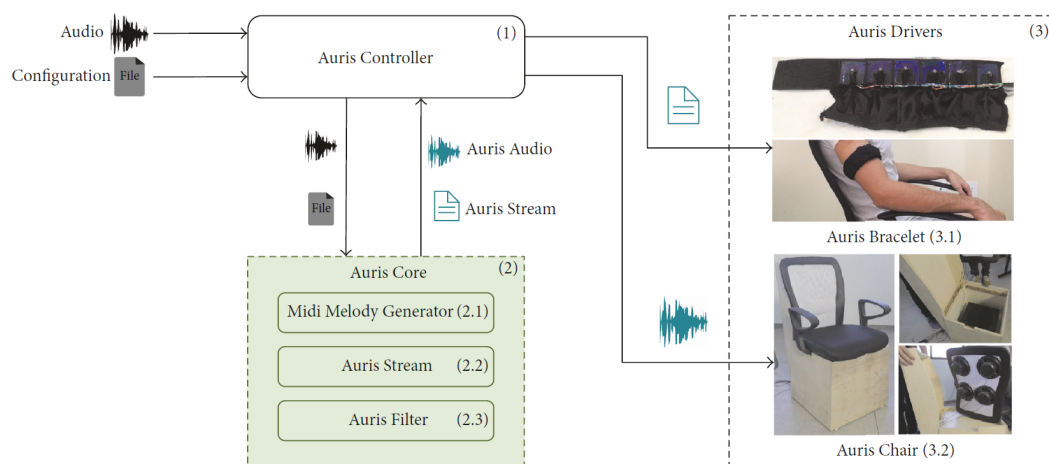 Audio
Configuration
File
(1)
Auris Controller
File
Auris Audio
Auris Stream
Auris Core
(2)
Midi Melody Generator (2.1)
Auris Stream (2.2)
Auris Filter (2.3)
Auris Drivers
(3)
Auris Bracelet (3.1)
Auris Chair (3.2)